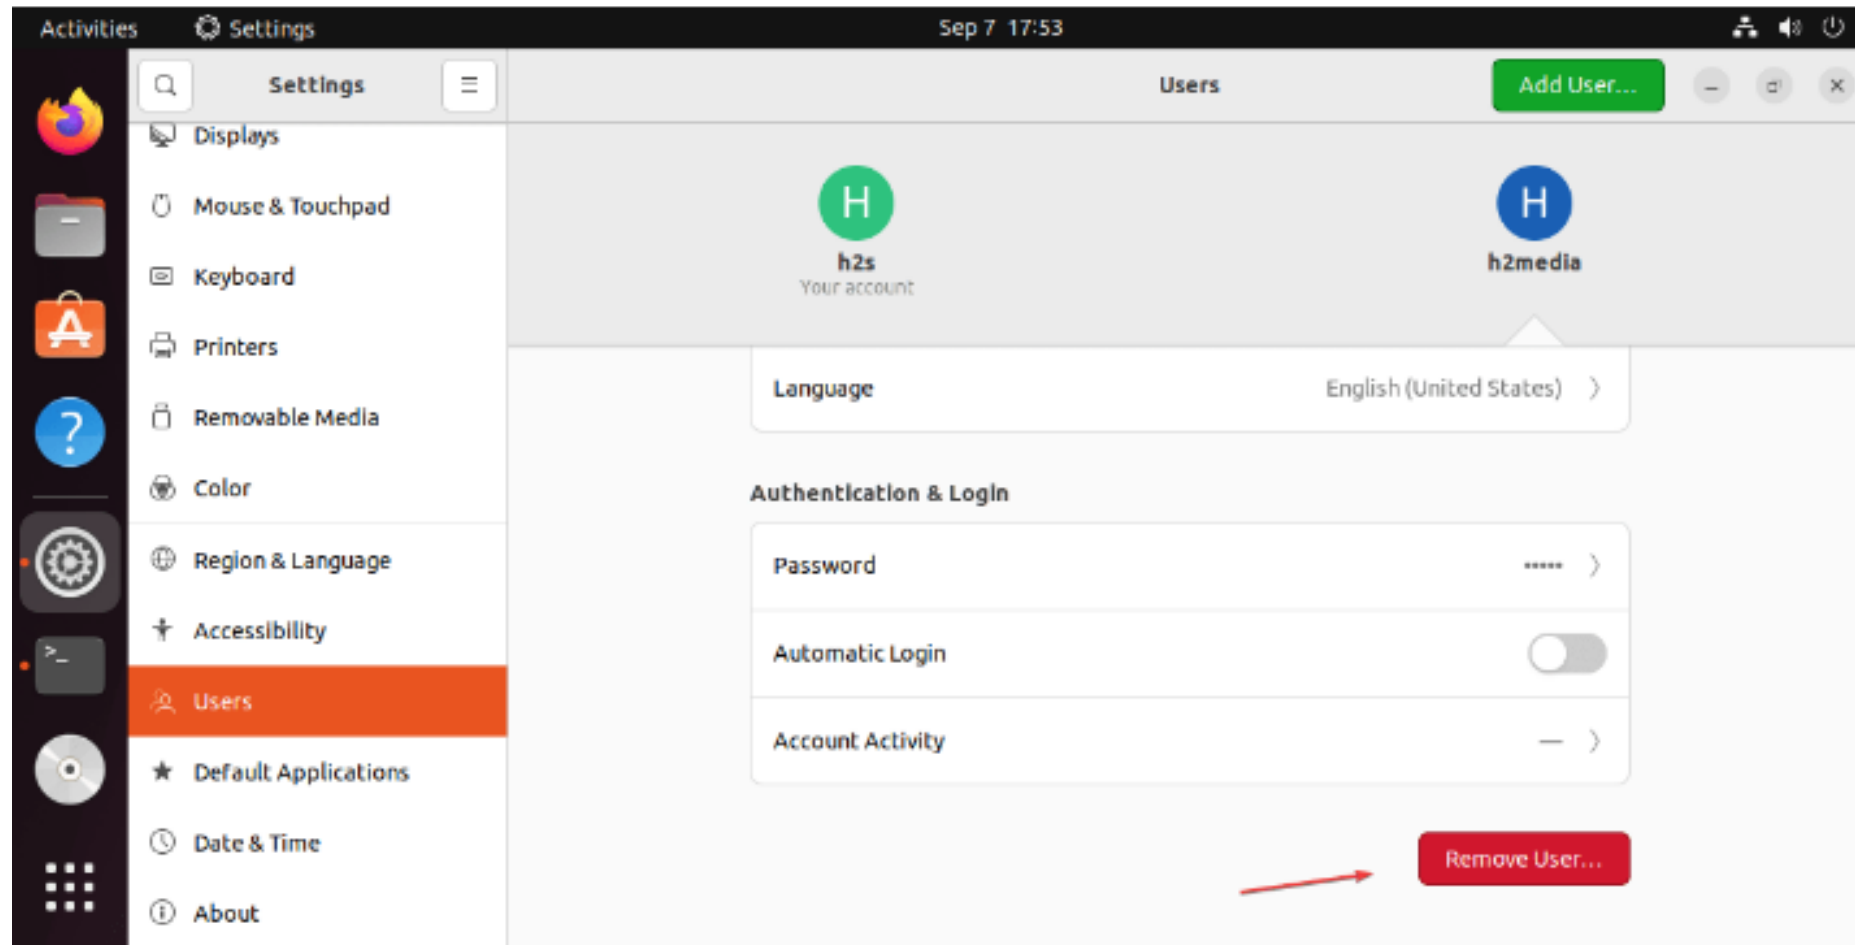 Activities Settings Sep 7 17:53
Settings
Users
Add User...
Displays
Mouse & Touchpad
Keyboard
Printers
Removable Media
Color
Region & Language
Accessibility
Users
Default Applications
Date & Time
About
H
h2s
Your account
H
h2media
Language English (United States)
Authentication & Login
Password •••••
Automatic Login
Account Activity —
Remove User...